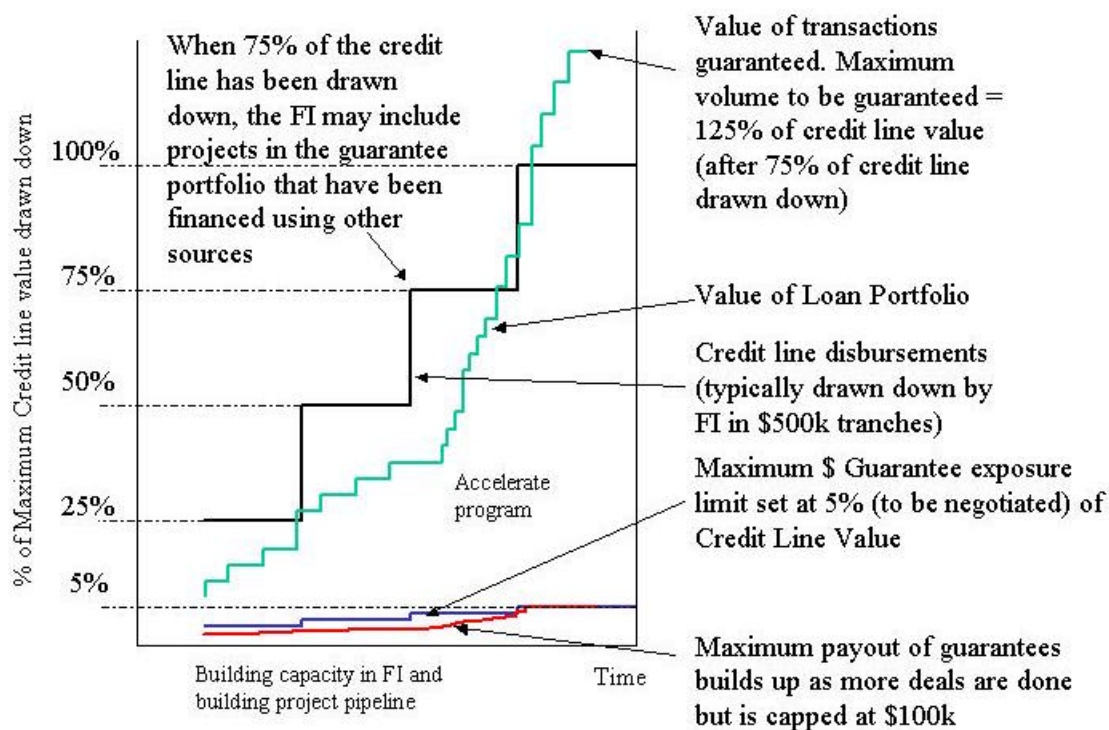 % of Maximum Credit line value drawn down
100%
75%
50%
25%
5%
When 75% of the credit
line has been drawn
down, the FI may include
projects in the guarantee
portfolio that have been
financed using other
sources
Value of transactions
guaranteed. Maximum
volume to be guaranteed =
125% of credit line value
(after 75% of credit line
drawn down)
Value of Loan Portfolio
Credit line disbursements
(typically drawn down by
FI in $500k tranches)
Accelerate
program
Maximum $ Guarantee exposure
limit set at 5% (to be negotiated) of
Credit Line Value
Maximum payout of guarantees
builds up as more deals are done
but is capped at $100k
Building capacity in FI and
building project pipeline
Time